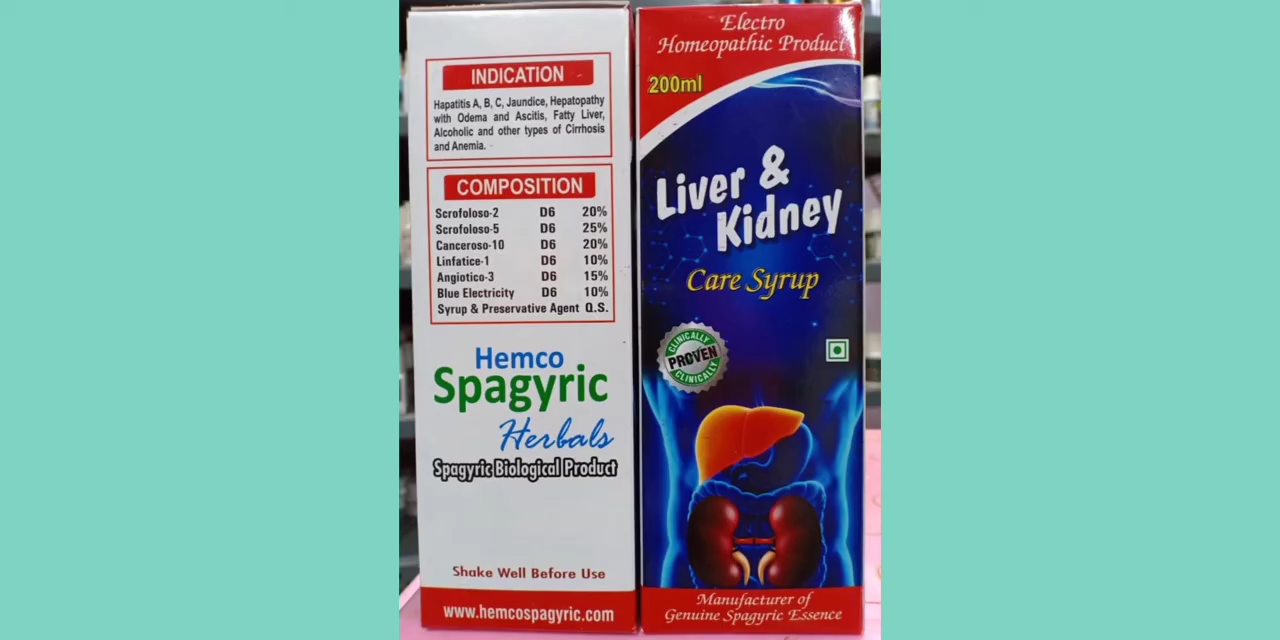 INDICATION
Hapatitis A, B, C, Jaundice, Hepatopathy
with Odema and Ascitis, Fatty Liver,
Alcoholic and other types of Cirrhosis
and Anemia.
COMPOSITION
Scrofoloso-2 D6 20%
Scrofoloso-5 D6 25%
Canceroso-10 D6 20%
Linfatice-1 D6 10%
Angiotico-3 D6 15%
Blue Electricity D6 10%
Syrup & Preservative Agent Q.S.
Hemco
Spagyric
Herbals
Spagyric Biological Product
Shake Well Before Use
www.hemcospagyric.com
Electro
Homeopathic Product
200ml
Liver &
Kidney
Care Syrup
CLINICALLY
PROVEN
CLINICALLY
Manufacturer of
Genuine Spagyric Essence